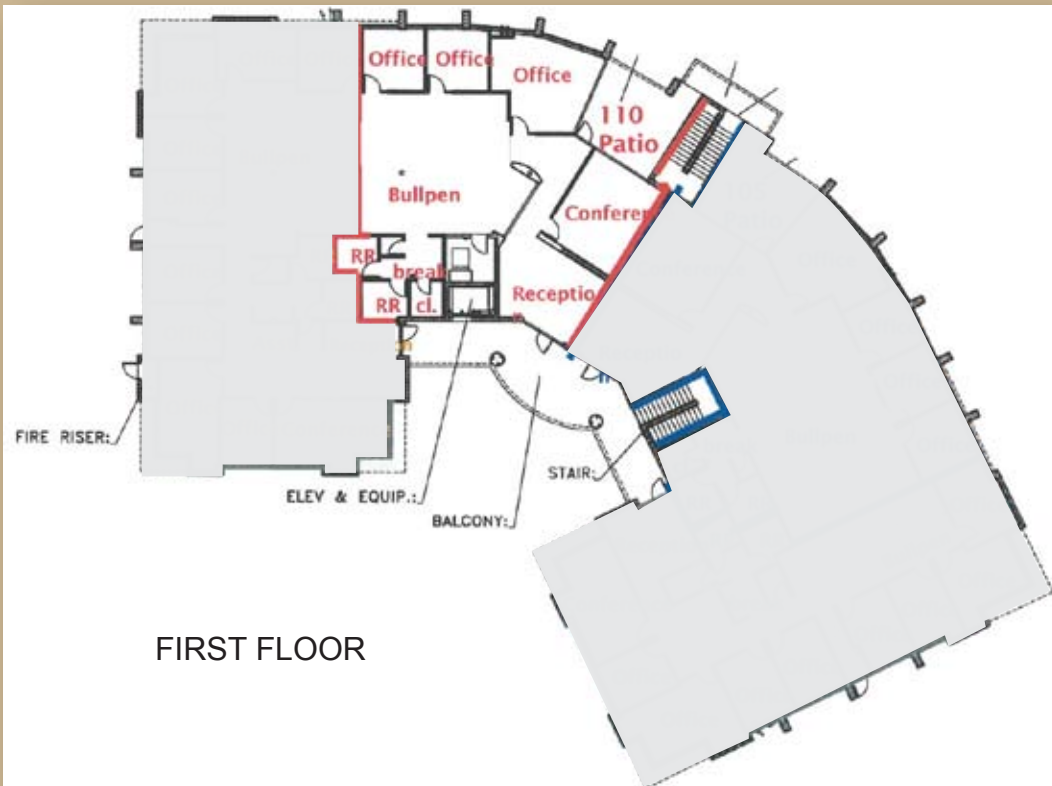 Office Office
Office
110
Patio
Bullpen
Conferen
RR
break
RR cl.
Receptio
FIRE RISER:
ELEV & EQUIP.:
STAIR:
BALCONY:
FIRST FLOOR